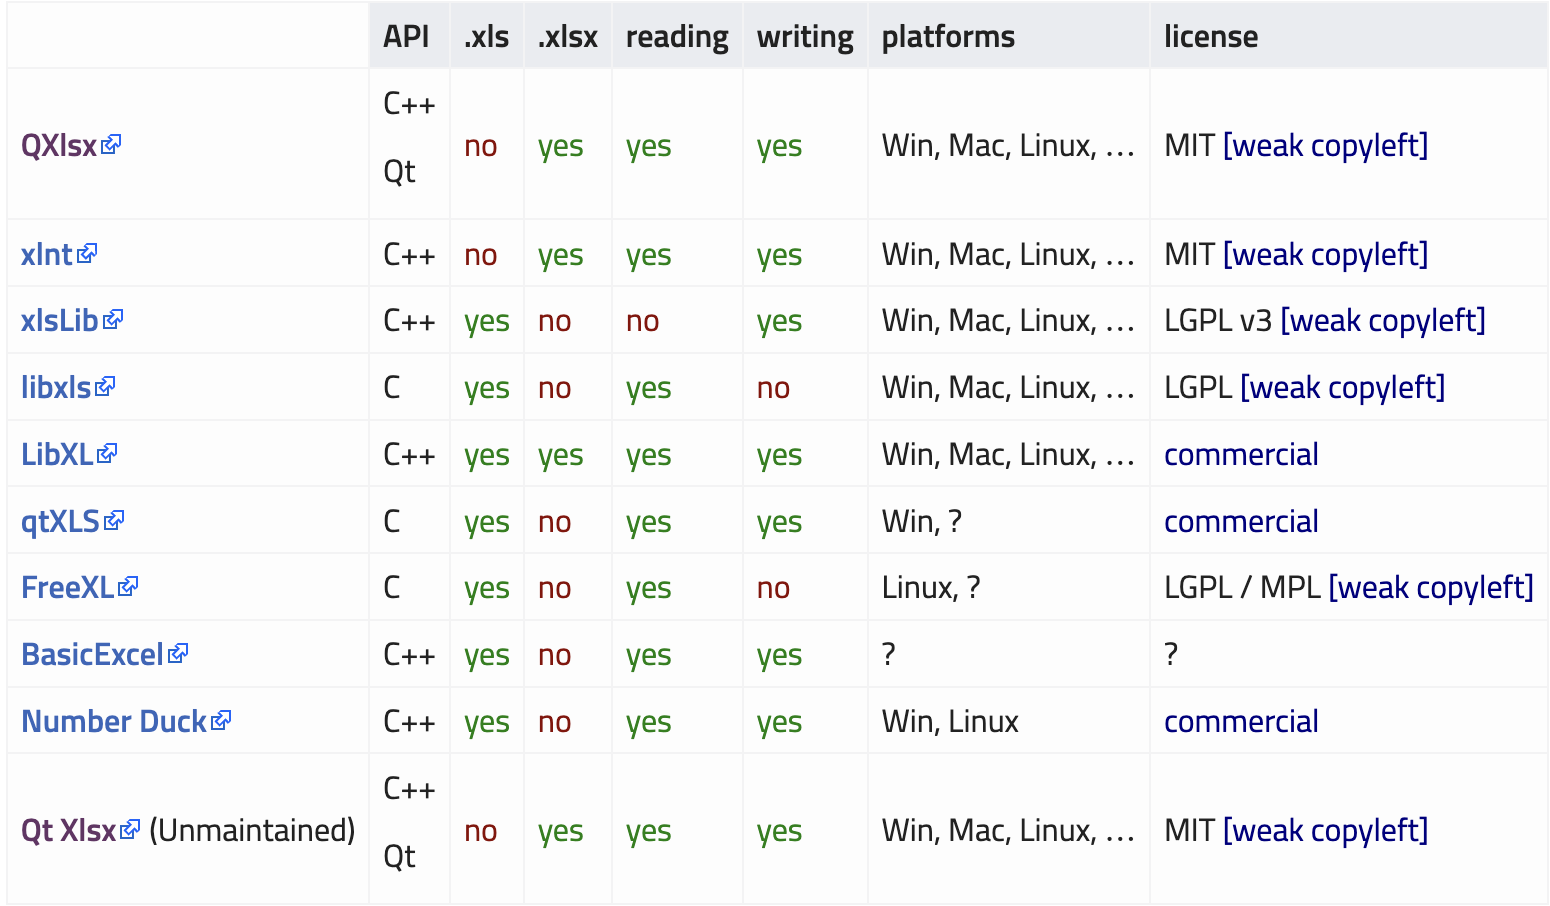 API .xls .xlsx reading writing platforms license
QXlsx C++ Qt no yes yes yes Win, Mac, Linux, … MIT [weak copyleft]
xlnt C++ no yes yes yes Win, Mac, Linux, … MIT [weak copyleft]
xlsLib C++ yes no no yes Win, Mac, Linux, … LGPL v3 [weak copyleft]
libxls C yes no yes no Win, Mac, Linux, … LGPL [weak copyleft]
LibXL C++ yes yes yes yes Win, Mac, Linux, … commercial
qtXLS C yes no yes yes Win, ? commercial
FreeXL C yes no yes no Linux, ? LGPL / MPL [weak copyleft]
BasicExcel C++ yes no yes yes ? ?
Number Duck C++ yes no yes yes Win, Linux commercial
Qt Xlsx (Unmaintained) C++ Qt no yes yes yes Win, Mac, Linux, … MIT [weak copyleft]